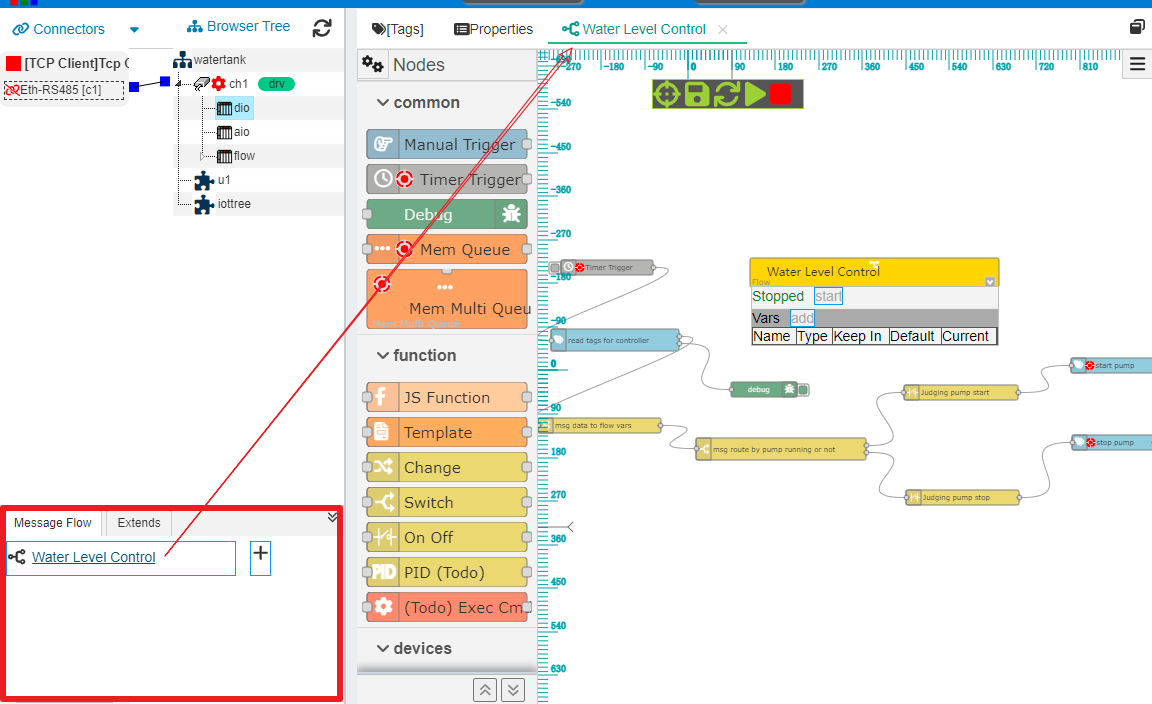 Connectors
[TCP Client]Tcp
Eth-RS485 [c1]
Browser Tree
watertank
ch1 drv
dio
aio
flow
u1
iottree
Message Flow Extends
Water Level Control
[Tags] Properties Water Level Control
Nodes
common
Manual Trigger
Timer Trigger
Debug
Mem Queue
Mem Multi Queu
Mem Multi Queue
function
JS Function
Template
Change
Switch
On Off
PID PID (Todo)
(Todo) Exec Cm
devices
-270 -180 -90 0 90 180 270 360 450 540 630 720 810
-540
-450
-360
-270
-180
-90
0
90
180
270
360
450
540
630
Timer Trigger
read tags for controller
debug
msg data to flow vars
msg route by pump running or not
Judging pump start
Judging pump stop
start pump
stop pump
Water Level Control
Flow
Stopped start
Vars add
Name Type Keep In Default Current